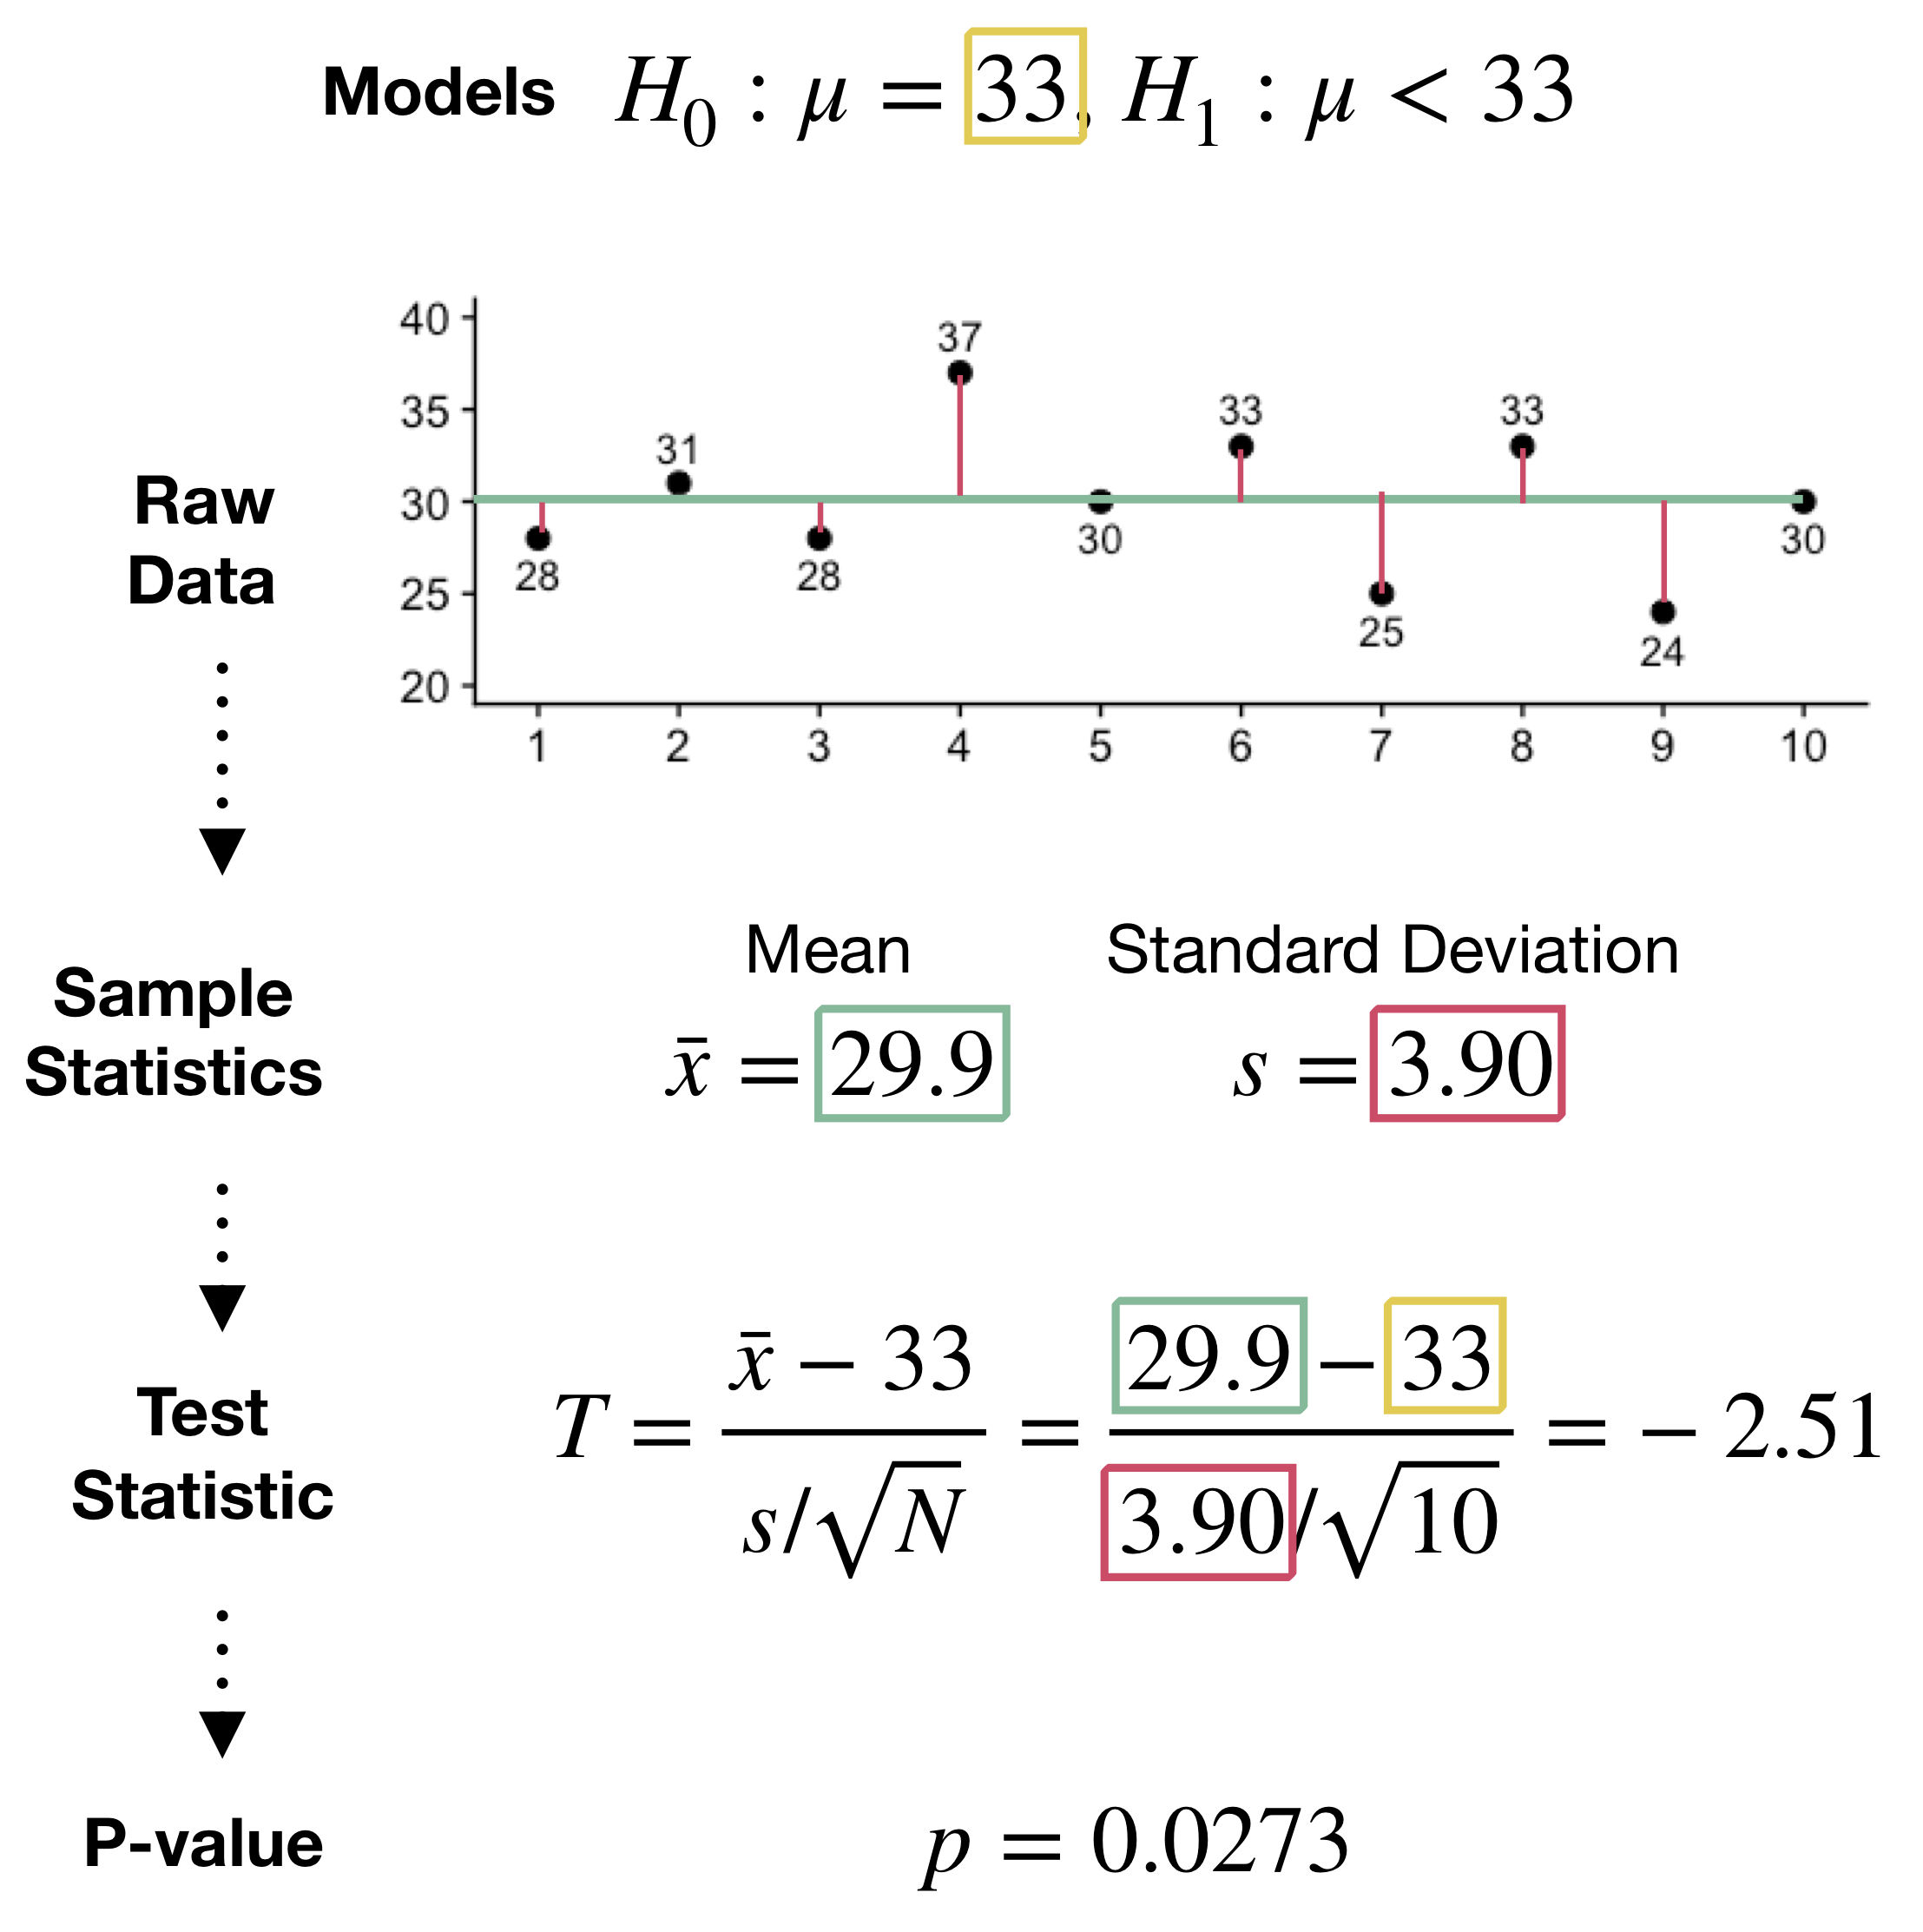 Models H₀ : μ = 33, H₁ : μ < 33
40
35
30
25
20
37
31
33
33
28
28
30
25
24
30
1 2 3 4 5 6 7 8 9 10
Raw
Data
Mean Standard Deviation
Sample
Statistics
x̄ = 29.9 s = 3.90
Test
Statistic
T = (x̄ − 33)/(s/√N) = (29.9 − 33)/(3.90/√10) = − 2.51
P-value p = 0.0273